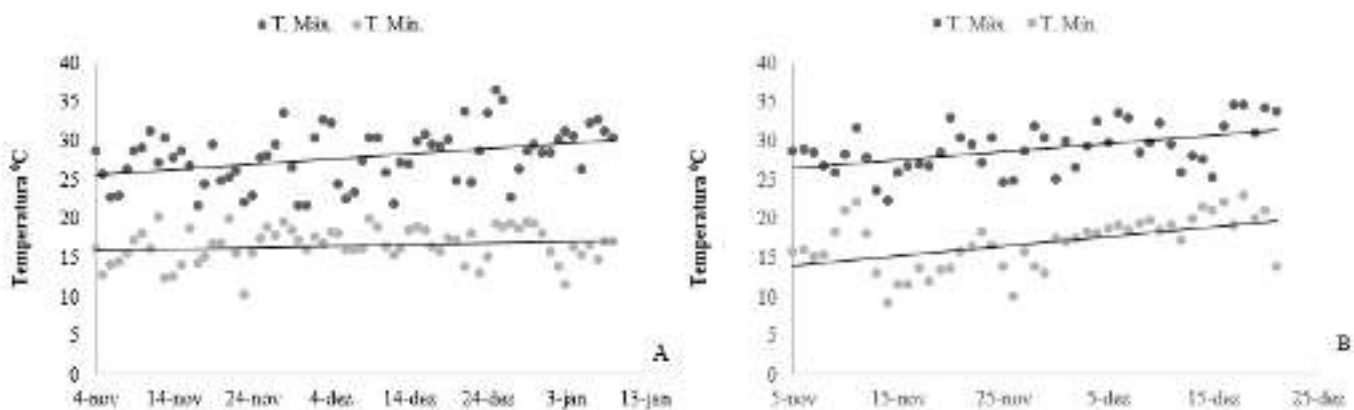 T. Máx. T. Mín.
T. Máx. T. Mín.
Temperatura ºC
40
35
30
25
20
15
10
5
0
4-nov 14-nov 24-nov 4-dez 14-dez 24-dez 3-jan 13-jan
A
Temperatura ºC
40
35
30
25
20
15
10
5
0
5-nov 15-nov 25-nov 5-dez 15-dez 25-dez
B